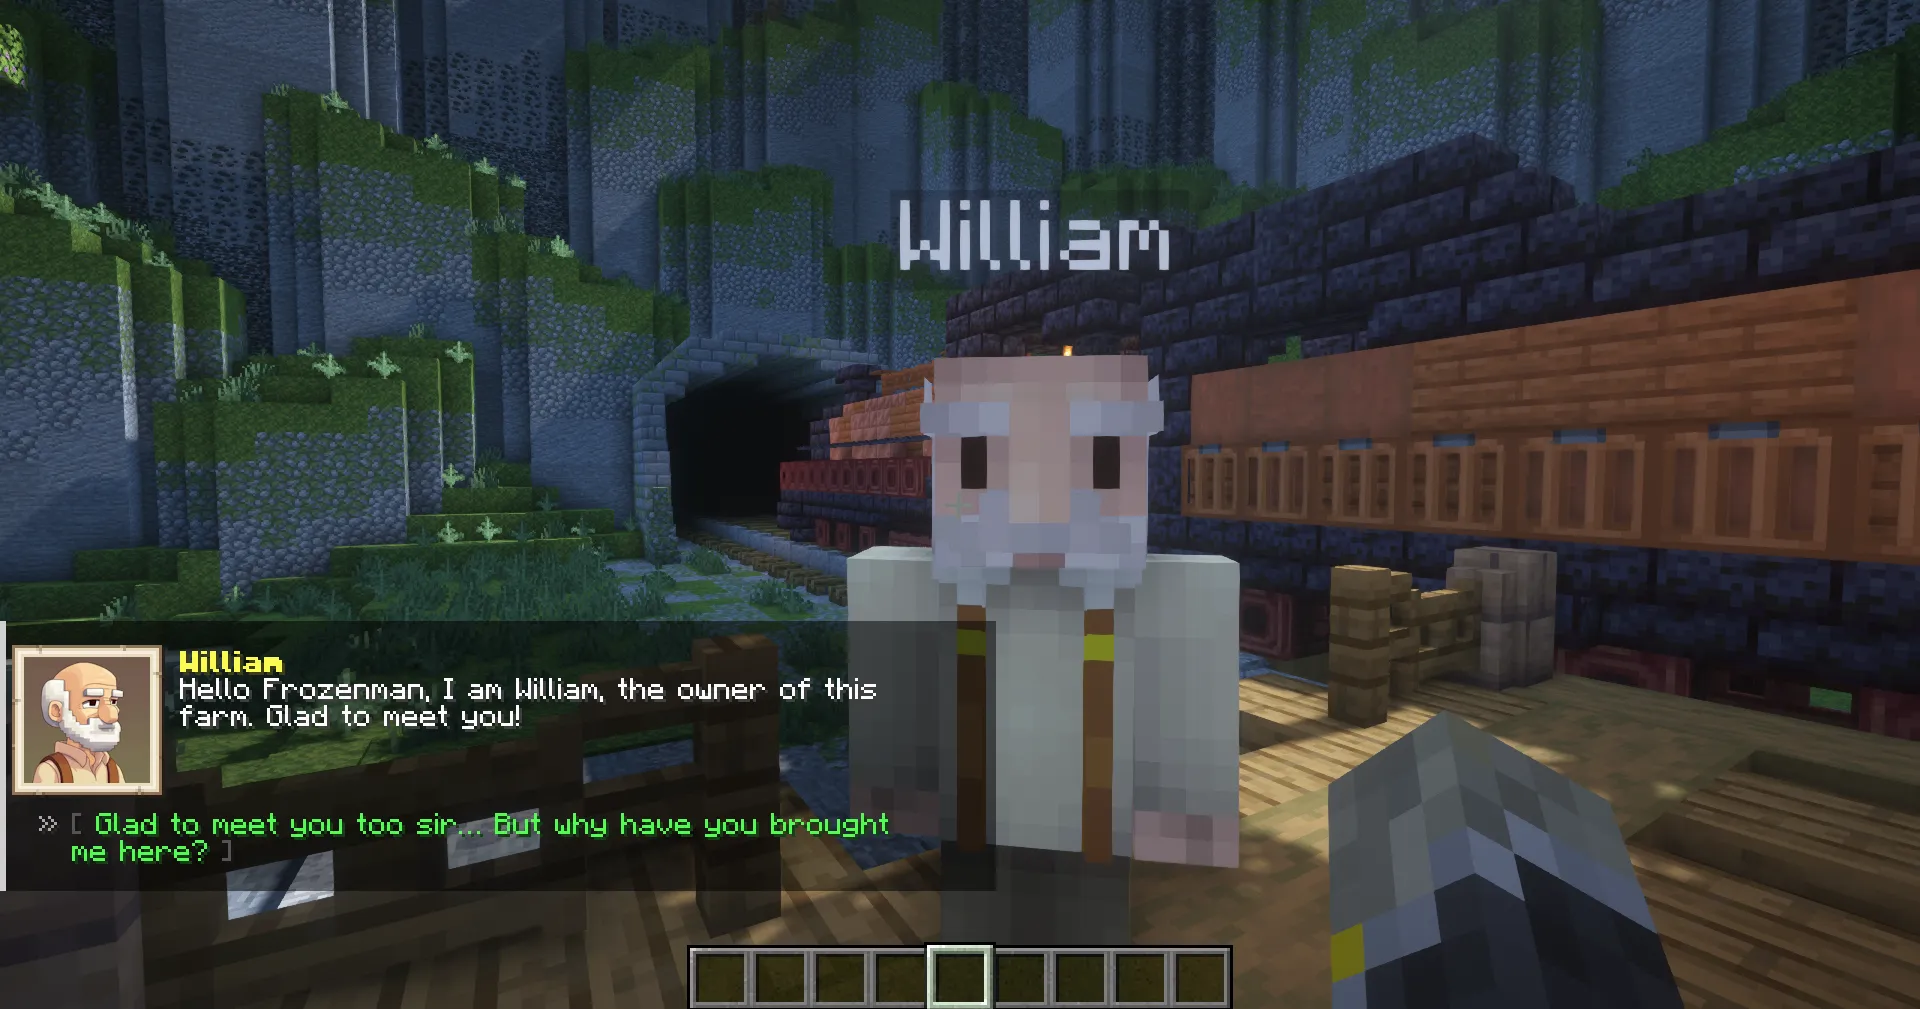 William
William
Hello Frozenman, I am William, the owner of this
farm. Glad to meet you!
» [ Glad to meet you too sir... But why have you brought
me here? ]